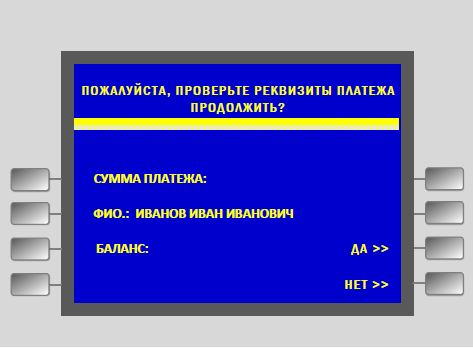 ПОЖАЛУЙСТА, ПРОВЕРЬТЕ РЕКВИЗИТЫ ПЛАТЕЖА
ПРОДОЛЖИТЬ?
СУММА ПЛАТЕЖА:
ФИО.: ИВАНОВ ИВАН ИВАНОВИЧ
БАЛАНС: ДА >>
НЕТ >>